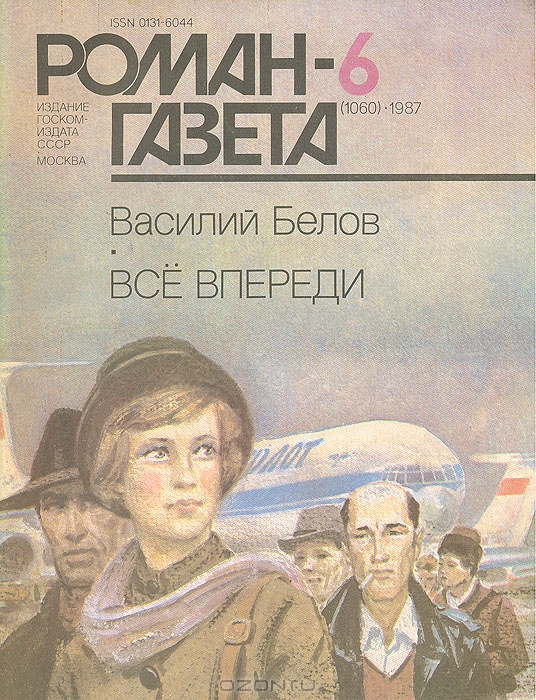 ISSN 0131-6044
РОМАН-6
ГАЗЕТА
(1060)·1987
ИЗДАНИЕ
ГОСКОМ-
ИЗДАТА
СССР
·
МОСКВА
Василий Белов
·
ВСЁ ВПЕРЕДИ
ФЛОТ
OZON.RU